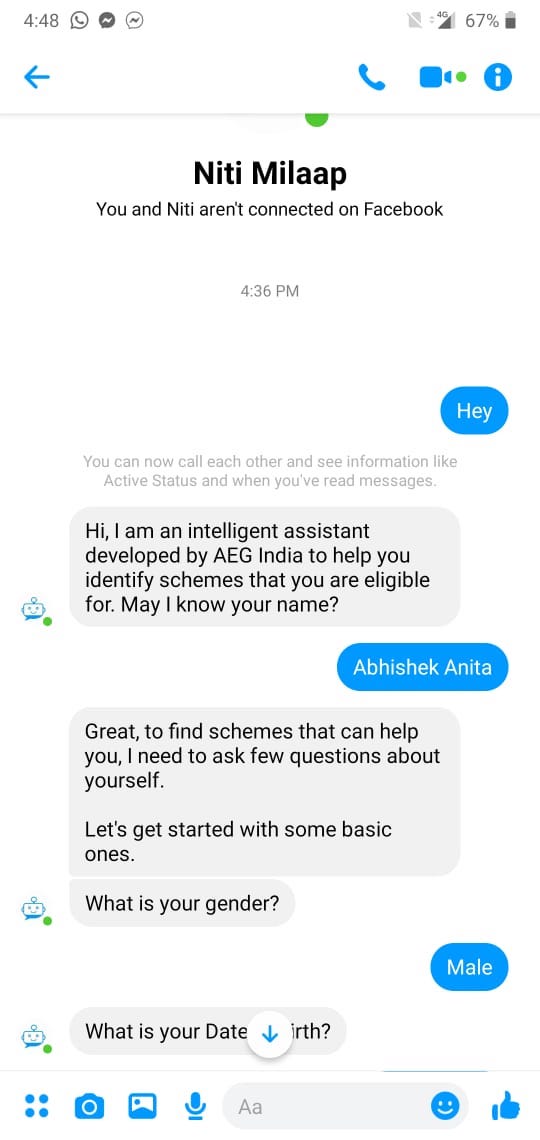 4:48
4G
67%
Niti Milaap
You and Niti aren't connected on Facebook
4:36 PM
Hey
You can now call each other and see information like
Active Status and when you've read messages.
Hi, I am an intelligent assistant
developed by AEG India to help you
identify schemes that you are eligible
for. May I know your name?
Abhishek Anita
Great, to find schemes that can help
you, I need to ask few questions about
yourself.
Let's get started with some basic
ones.
What is your gender?
Male
What is your Date irth?
Aa